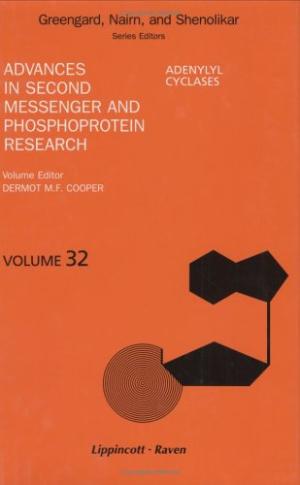 Greengard, Nairn, and Shenolikar
Series Editors
ADVANCES
IN SECOND
MESSENGER AND
PHOSPHOPROTEIN
RESEARCH
ADENYLYL
CYCLASES
Volume Editor
DERMOT M.F. COOPER
VOLUME 32
Lippincott - Raven